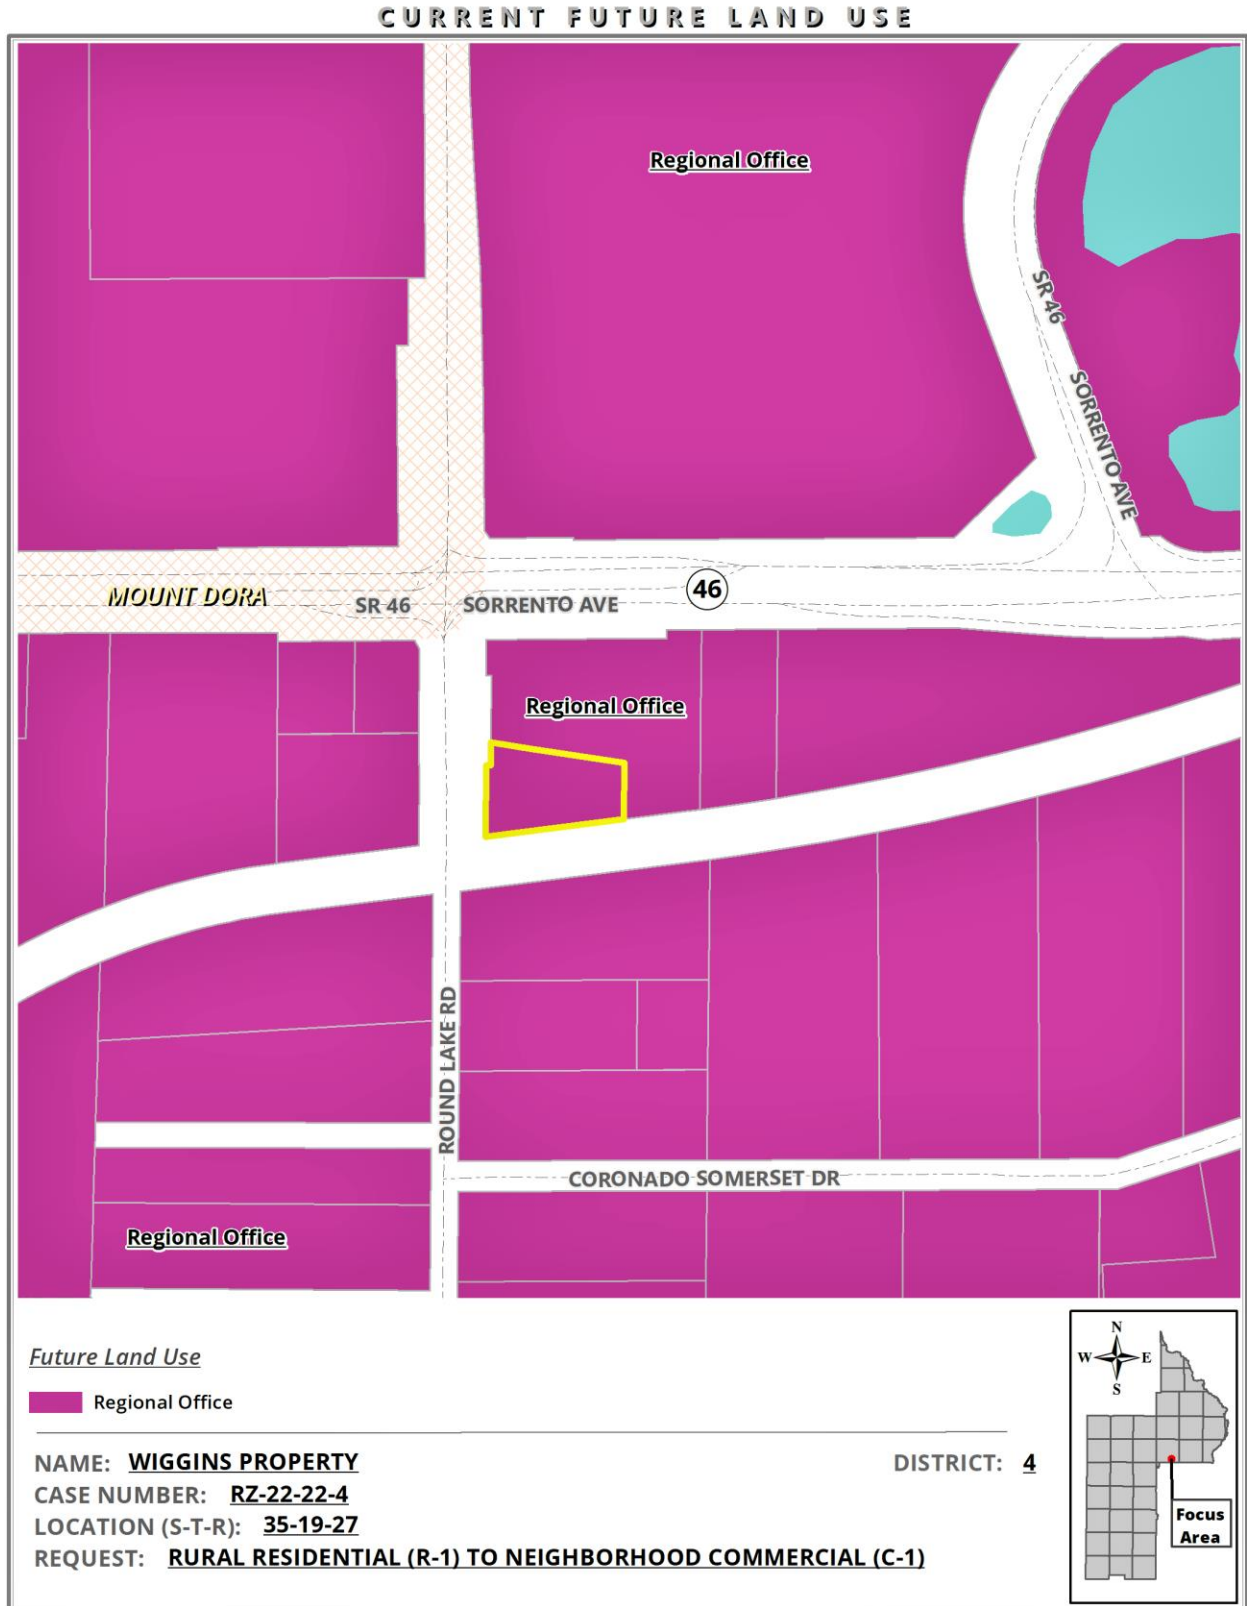 CURRENT FUTURE LAND USE
Regional Office
SR 46
SORRENTO AVE
MOUNT DORA
SR 46
SORRENTO AVE
46
Regional Office
ROUND LAKE RD
CORONADO SOMERSET DR
Regional Office
Future Land Use
Regional Office
NAME: WIGGINS PROPERTY
DISTRICT: 4
CASE NUMBER: RZ-22-22-4
LOCATION (S-T-R): 35-19-27
REQUEST: RURAL RESIDENTIAL (R-1) TO NEIGHBORHOOD COMMERCIAL (C-1)
N
W E
S
Focus
Area